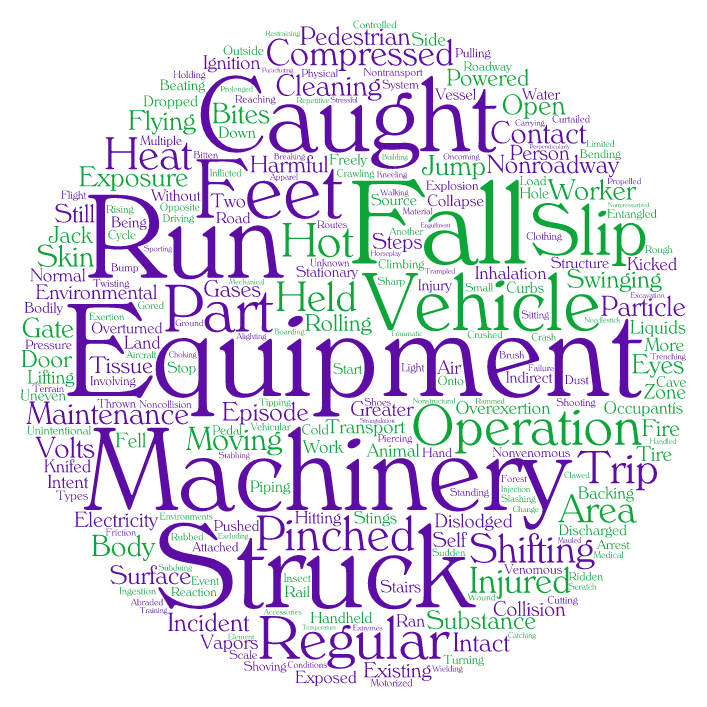 Controlled
Restraining
Pedestrian
Side
Outside
Compressed
Pulling
Ignition
Roadway
Holding
Parachuting
Physical
Nontransport
Beating
Cleaning
System
Powered
Prolonged
Caught
Vessel
Water
Dropped
Reaching
Repetitive
Stressful
Open
Curtailed
Flying
Bites
Carrying
Down
Contact
Perpendicularly
Multiple
Bitten
Breaking
Building
Oncoming
Person
Limited
Heat
Harmful
Freely
Walking
Jump
Nonroadway
Bending
Exposure
Inflicted
Apparel
Crawling
Kneeling
Feet
Fall
Explosion
Load
Propelled
Flight
Without
Two
Source
Collapse
Hole
Worker
Rising
Opposite
Material
Nonpressurized
Still
Being
Driving
Road
Run
Hot
Routes
Engulfment
Slip
Entangled
Jack
Cycle
Horseplay
Another
Steps
Clothing
Rough
Sporting
Unknown
Climbing
Trampled
Structure
Kicked
Skin
Bump
Stationary
Inhalation
Normal
Twisting
Mechanical
Sharp
Injury
Small
Curbs
Swinging
Environmental
Gases
Held
Vehicle
Sitting
Excavation
Bodily
Exertion
Gored
Part
Rolling
Particle
Gate
Overturned
Ground
Traumatic
Crushed
Crash
Needlestick
Liquids
Pressure
Aircraft
Land
Alighting
Boarding
Trenching
Door
Choking
Equipment
More
Tissue
Stop
Start
Light
Air
Brush
Failure
Eyes
Lifting
Involving
Onto
Indirect
Dust
Cave
Terrain
Shoes
Nonstructural
Rammed
Shooting
Zone
Uneven
Thrown
Noncollision
Tipping
Strangulation
Greater
Overexertion
Occupantís
Maintenance
Episode
Unintentional
Pedal
Vehicular
Cold
Transport
Piercing
Operation
Fire
Volts
Fell
Moving
Stabbing
Work
Animal
Hand
Nonvenomous
Handled
Knifed
Machinery
Forest
Clawed
Trip
Tire
Intent
Standing
Injection
Backing
Types
Piping
Slashing
Electricity
Environments
Pushed
Hitting
Stings
Dislodged
Change
Area
Discharged
Friction
Rubbed
Excluding
Pinched
Self
Mauled
Arrest
Body
Attached
Struck
Sudden
Shifting
Medical
Subduing
Surface
Event
Insect
Stairs
Venomous
Ridden
Ingestion
Reaction
Rail
Wound
Injured
Scratch
Abraded
Cutting
Training
Accessories
Handheld
Ran
Substance
Collision
Incident
Temperature
Extremes
Regular
Catching
Vapors
Element
Intact
Scale
Shoving
Conditions
Existing
Turning
Exposed
Wielding
Motorized